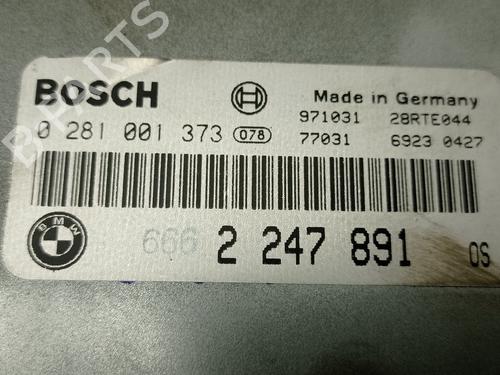 BOSCH
Made in Germany
0 281 001 373 078
971031 28RTE044
77031 6923 0427
BMW
666 2 247 891 OS